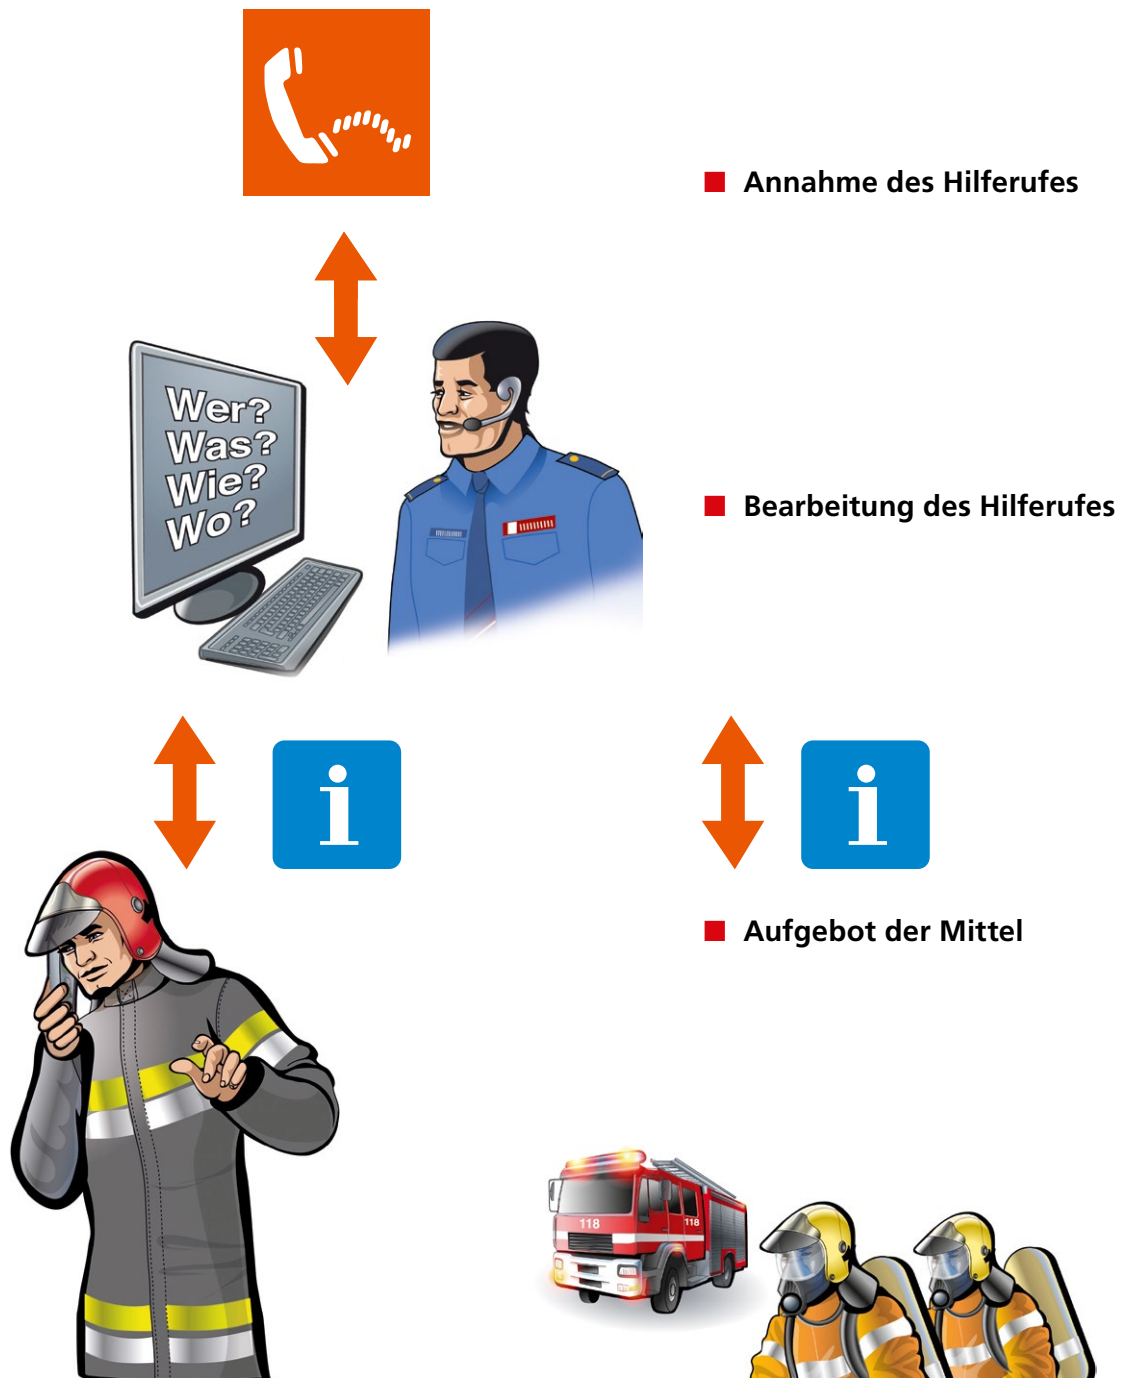 Annahme des Hilferufes
Wer?
Was?
Wie?
Wo?
Bearbeitung des Hilferufes
i
i
Aufgebot der Mittel
118
118